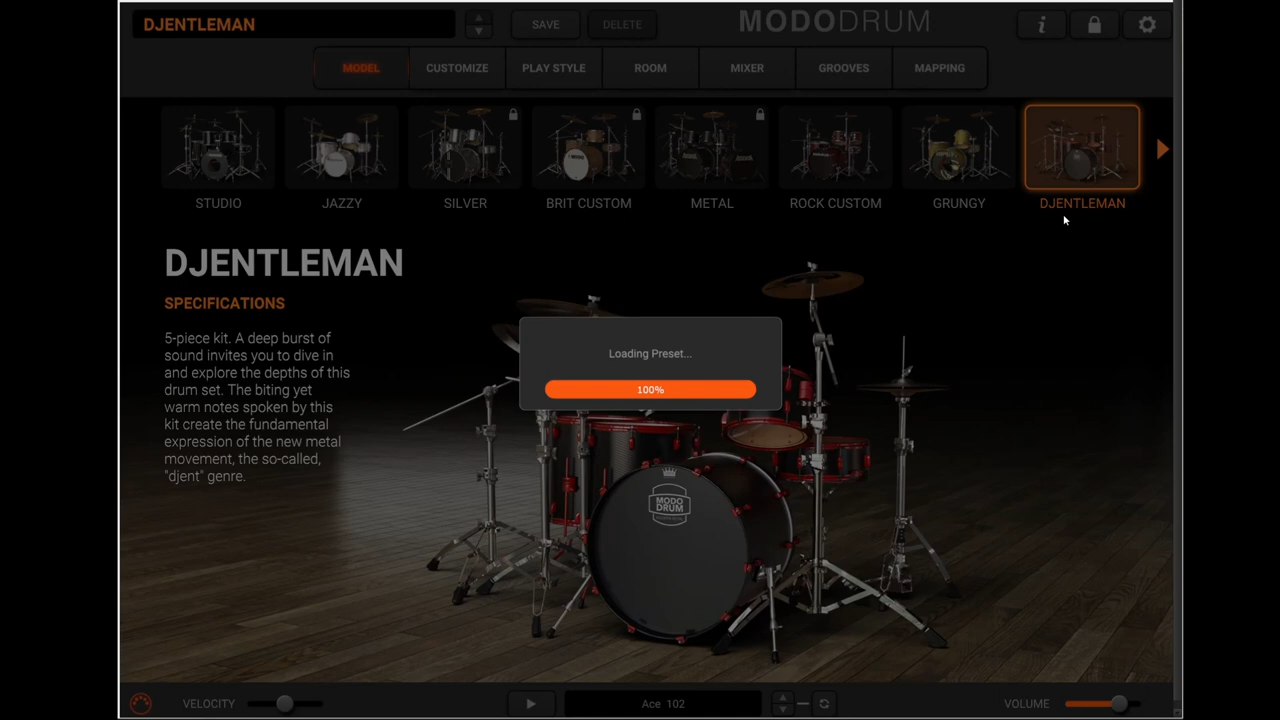 DJENTLEMAN
SAVE
DELETE
MODO DRUM
i
MODEL
CUSTOMIZE
PLAY STYLE
ROOM
MIXER
GROOVES
MAPPING
STUDIO
JAZZY
SILVER
BRIT CUSTOM
METAL
ROCK CUSTOM
GRUNGY
DJENTLEMAN
DJENTLEMAN
SPECIFICATIONS
5-piece kit. A deep burst of
sound invites you to dive in
and explore the depths of this
drum set. The biting yet
warm notes spoken by this
kit create the fundamental
expression of the new metal
movement, the so-called,
"djent" genre.
Loading Preset...
100%
MODO
DRUM
VELOCITY
Ace 102
VOLUME